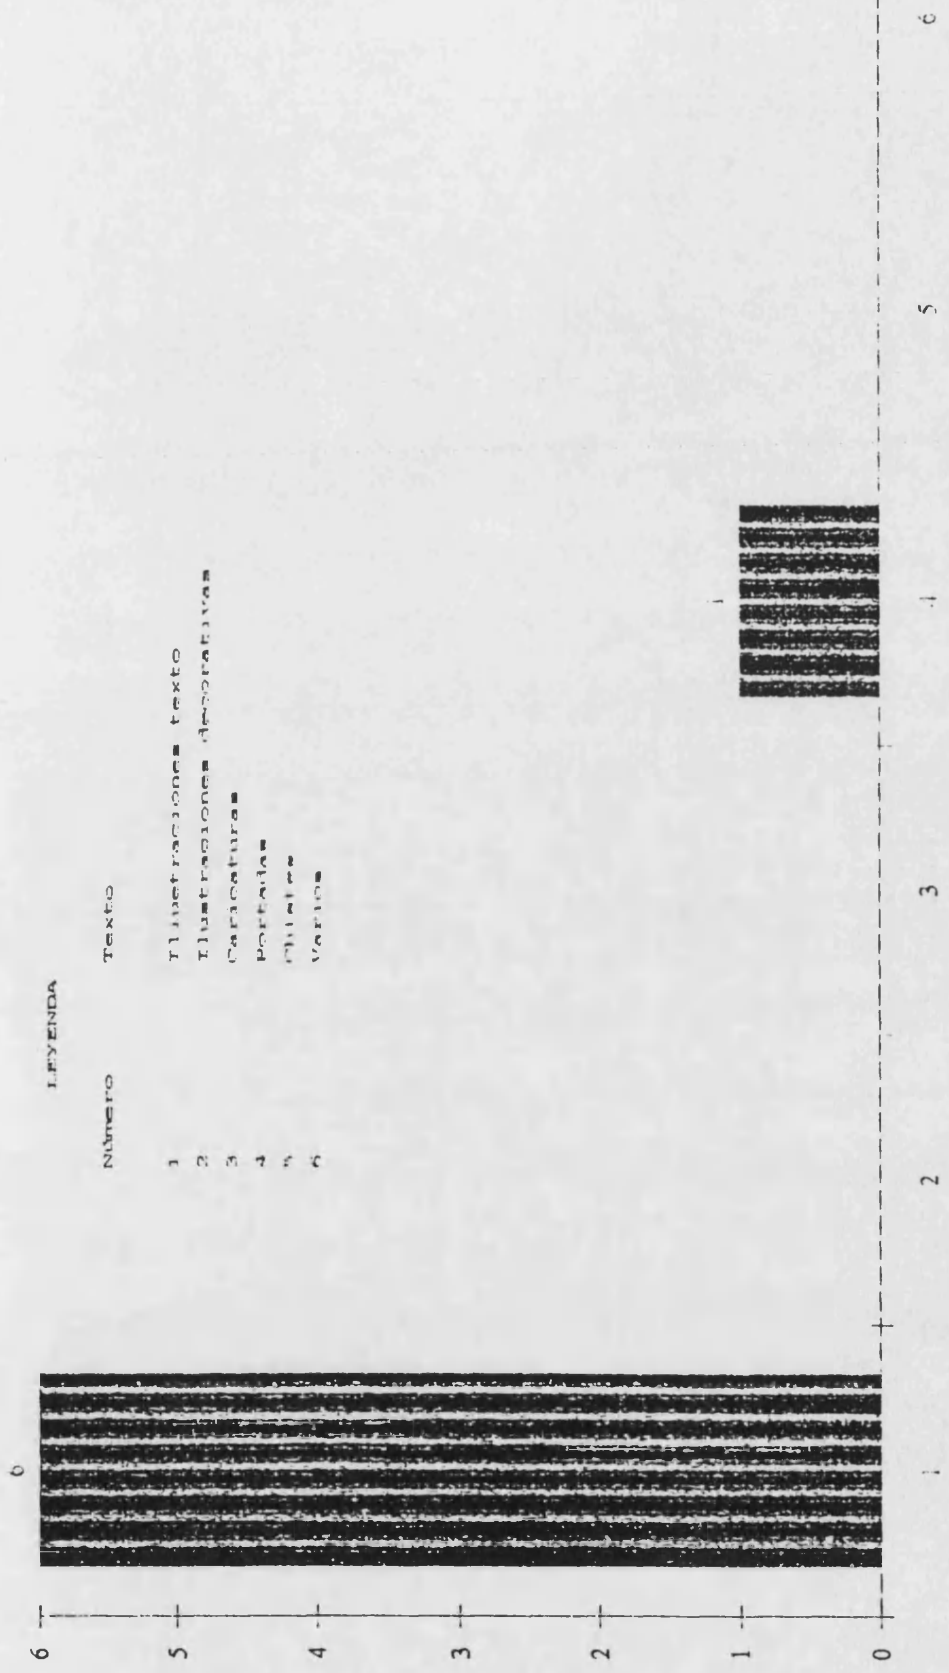 LEYENDA
Número Texto
1 Ilustraciones texto
2 Ilustraciones decorativas
3 Caricaturas
4 Portadas
5 Chistes
6 Varios
6
5
4
3
2
1
0
6
1
1 2 3 4 5 6